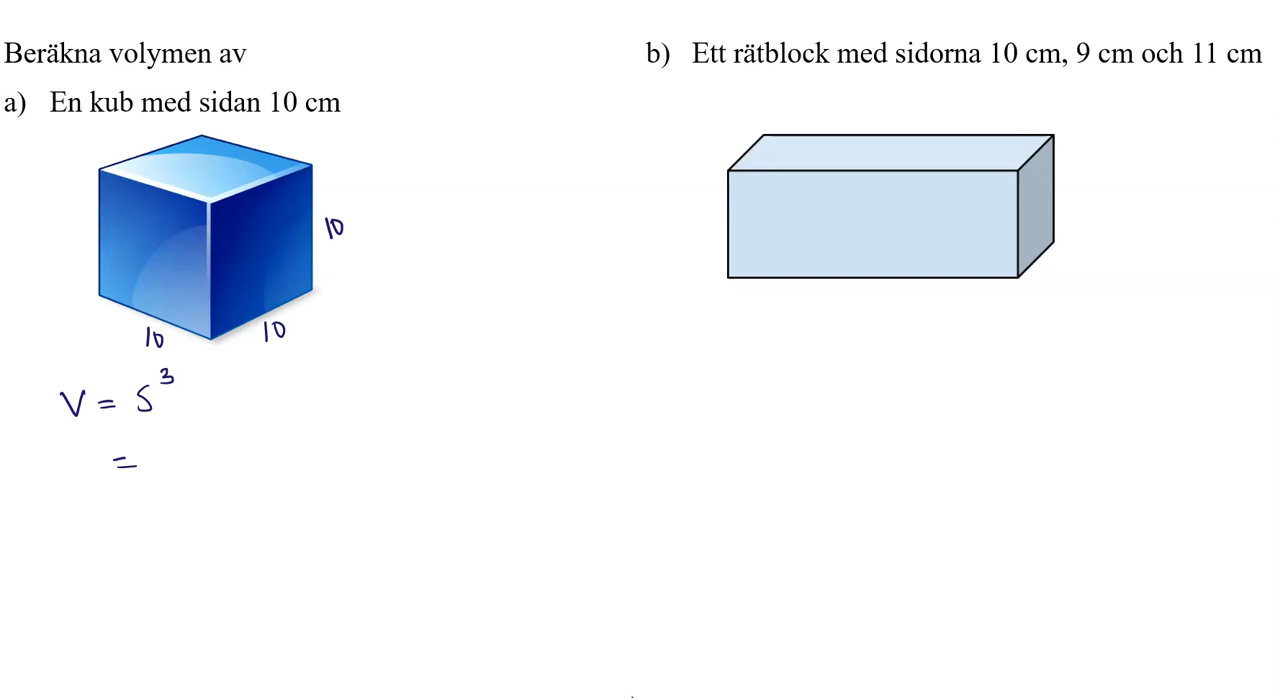 Beräkna volymen av
a) En kub med sidan 10 cm
10
10
10
V = S³
=
b) Ett rätblock med sidorna 10 cm, 9 cm och 11 cm